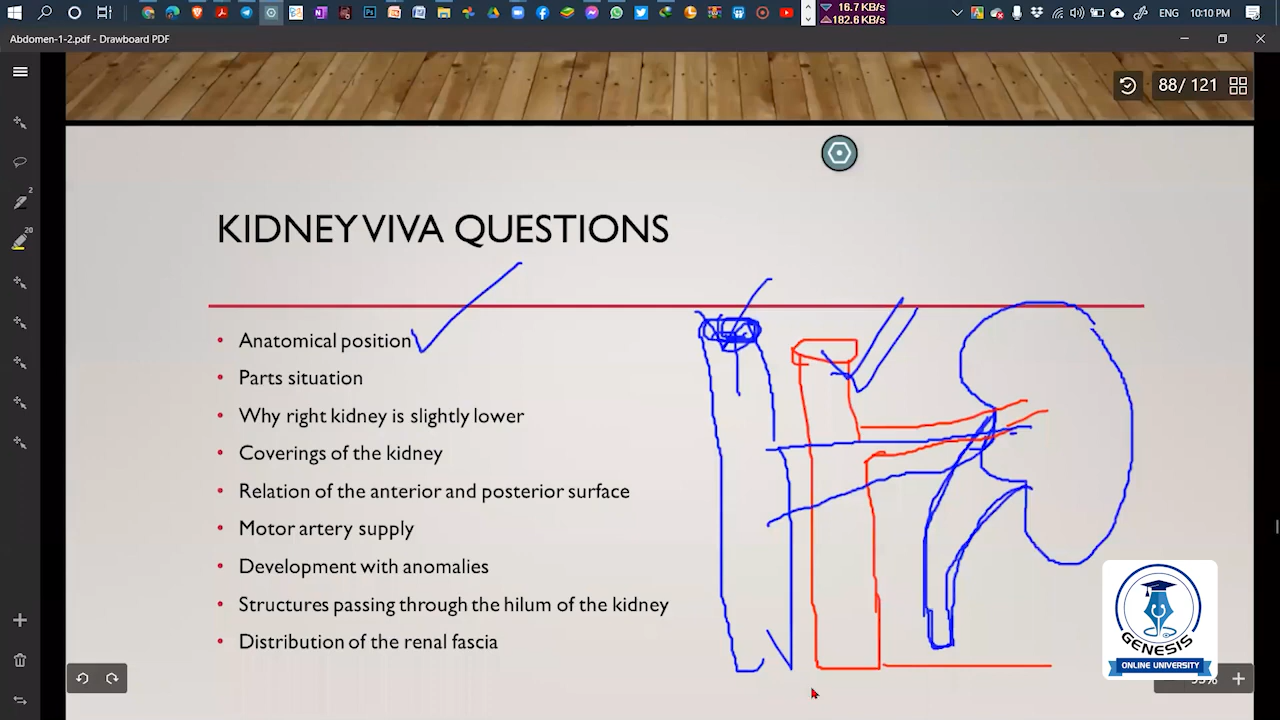 16.7 KB/s
182.6 KB/s
ENG
10:10 PM
Abdomen-1-2.pdf - Drawboard PDF
88/ 121
2
20
KIDNEY VIVA QUESTIONS
• Anatomical position
• Parts situation
• Why right kidney is slightly lower
• Coverings of the kidney
• Relation of the anterior and posterior surface
• Motor artery supply
• Development with anomalies
• Structures passing through the hilum of the kidney
• Distribution of the renal fascia
GENESIS
ONLINE UNIVERSITY